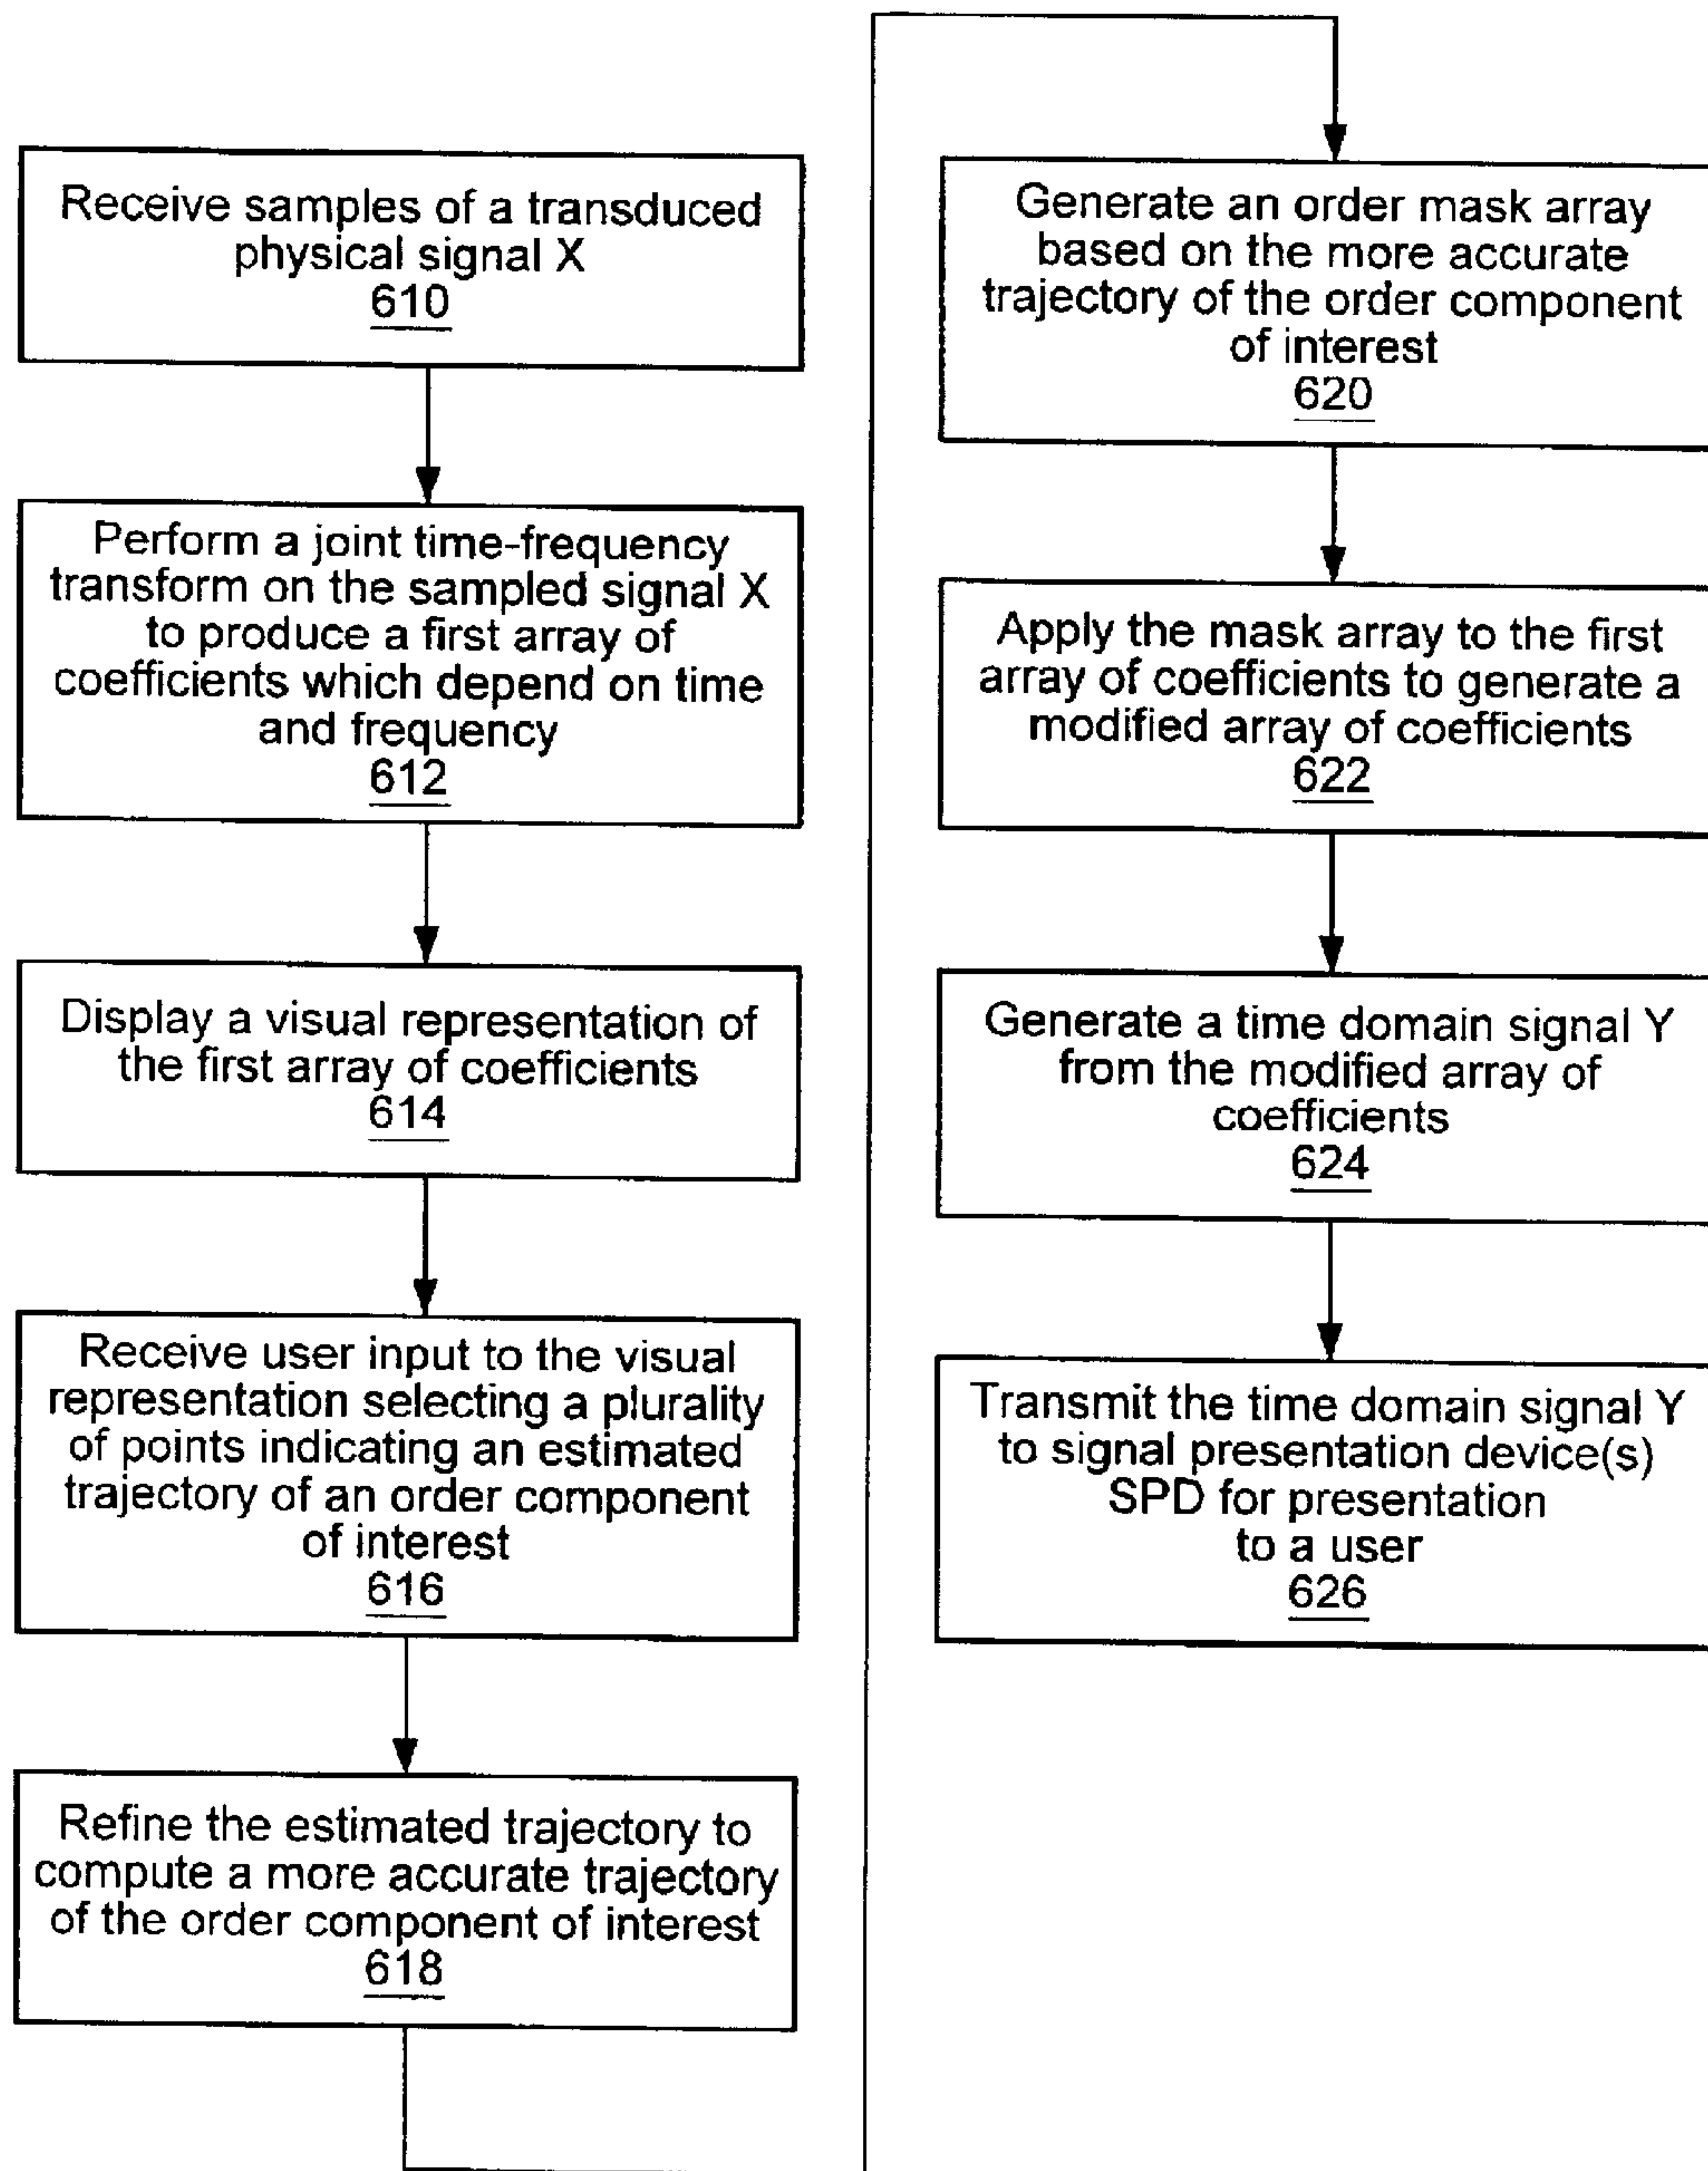 Receive samples of a transduced
physical signal X
610
Perform a joint time-frequency
transform on the sampled signal X
to produce a first array of
coefficients which depend on time
and frequency
612
Display a visual representation of
the first array of coefficients
614
Receive user input to the visual
representation selecting a plurality
of points indicating an estimated
trajectory of an order component
of interest
616
Refine the estimated trajectory to
compute a more accurate trajectory
of the order component of interest
618
Generate an order mask array
based on the more accurate
trajectory of the order component
of interest
620
Apply the mask array to the first
array of coefficients to generate a
modified array of coefficients
622
Generate a time domain signal Y
from the modified array of
coefficients
624
Transmit the time domain signal Y
to signal presentation device(s)
SPD for presentation
to a user
626